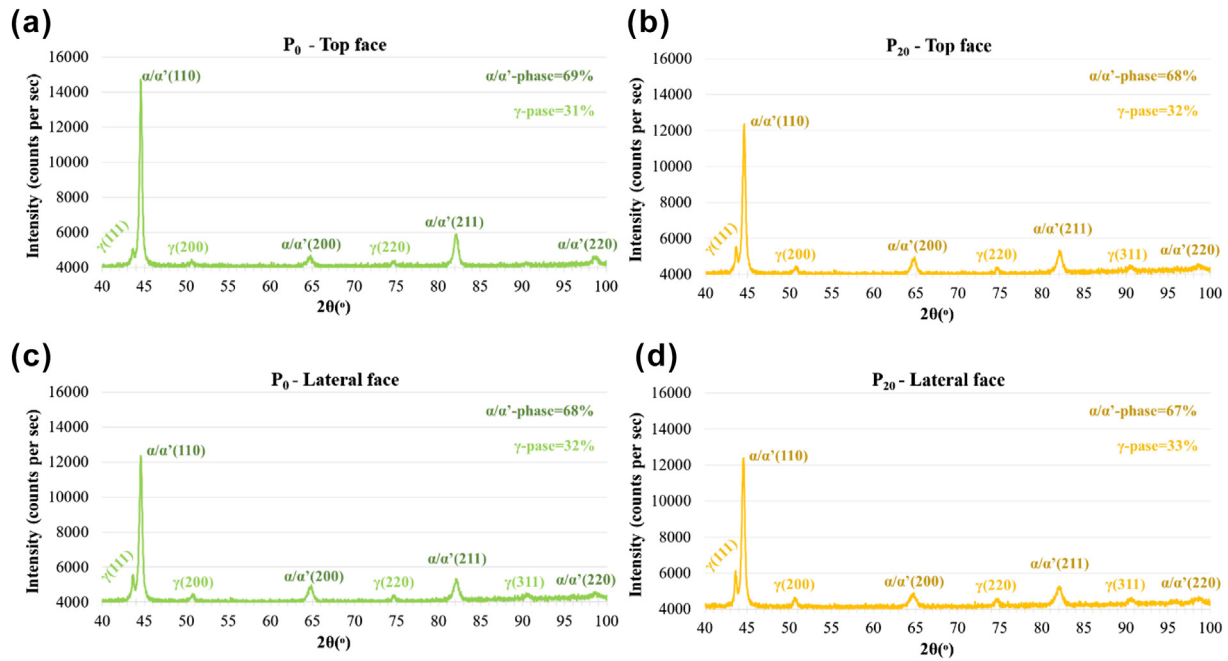 (a)
P₀ - Top face
16000
14000
12000
10000
8000
6000
4000
Intensity (counts per sec)
α/α’(110)
α/α’-phase=69%
γ-pase=31%
γ(111)
γ(200)
α/α’(200)
γ(220)
α/α’(211)
α/α’(220)
40 45 50 55 60 65 70 75 80 85 90 95 100
2θ(º)
(b)
P₂₀ - Top face
16000
14000
12000
10000
8000
6000
4000
Intensity (counts per sec)
α/α’-phase=68%
γ-pase=32%
α/α’(110)
γ(111)
γ(200)
α/α’(200)
γ(220)
α/α’(211)
γ(311)
α/α’(220)
40 45 50 55 60 65 70 75 80 85 90 95 100
2θ(º)
(c)
P₀ - Lateral face
16000
14000
12000
10000
8000
6000
4000
Intensity (counts per sec)
α/α’-phase=68%
γ-pase=32%
α/α’(110)
γ(111)
γ(200)
α/α’(200)
γ(220)
α/α’(211)
γ(311)
α/α’(220)
40 45 50 55 60 65 70 75 80 85 90 95 100
2θ(º)
(d)
P₂₀ - Lateral face
16000
14000
12000
10000
8000
6000
4000
Intensity (counts per sec)
α/α’-phase=67%
γ-pase=33%
α/α’(110)
γ(111)
γ(200)
α/α’(200)
γ(220)
α/α’(211)
γ(311)
α/α’(220)
40 45 50 55 60 65 70 75 80 85 90 95 100
2θ(º)